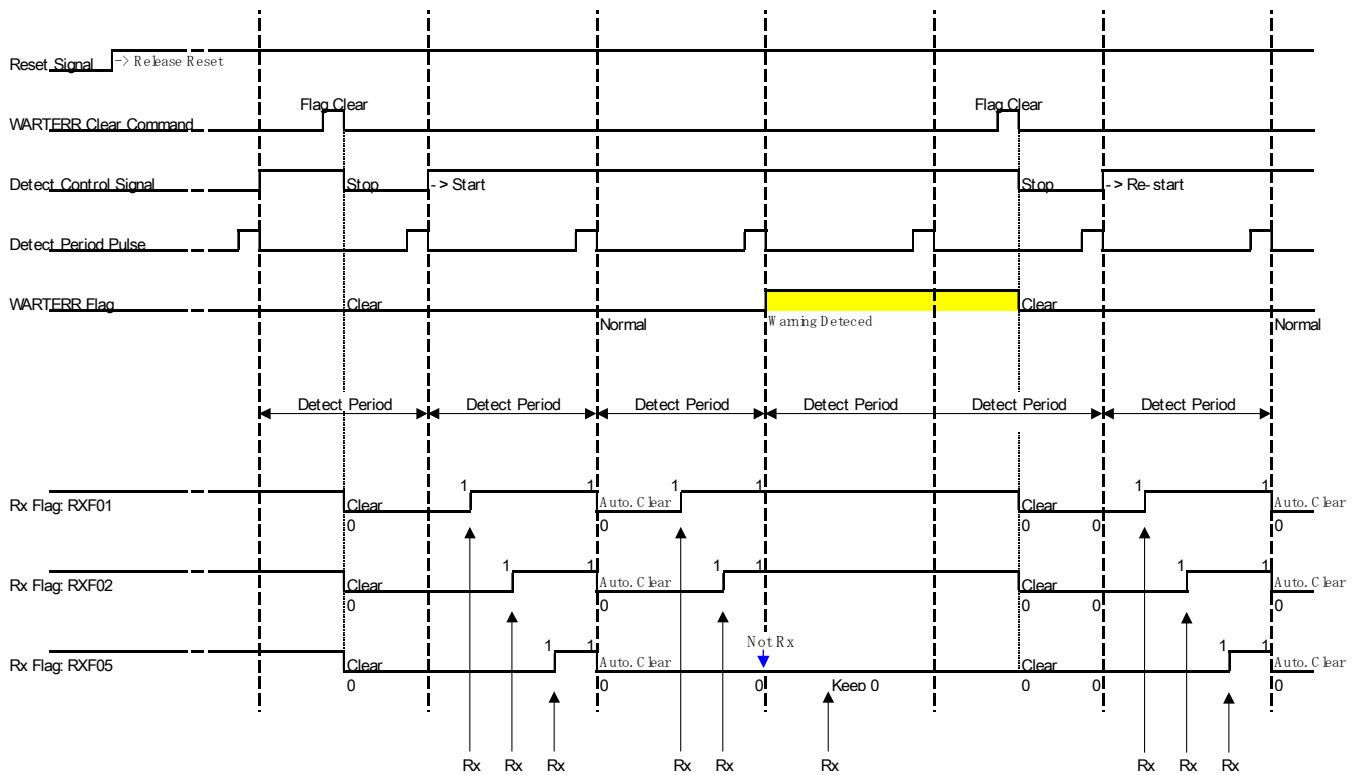 Reset Signal
-> Release Reset
Flag Clear Flag Clear
WARTERR Clear Command
Detect Control Signal Stop -> Start Stop -> Re-start
Detect Period Pulse
WARTERR Flag Clear Clear
Normal Warning Deteced Normal
Detect Period Detect Period Detect Period Detect Period Detect Period Detect Period
1 1 1 1 1 1
Rx Flag: RXF01 Clear Auto. Clear Clear Auto. Clear
0 0 0 0 0
1 1 1 1 1 1
Rx Flag: RXF02 Clear Auto. Clear Clear Auto. Clear
0 0 0 0 0
1 1 Not Rx 1 1
Rx Flag: RXF05 Clear Auto. Clear Clear Auto. Clear
0 0 0 Keep 0 0 0 0
Rx Rx Rx Rx Rx Rx Rx Rx Rx